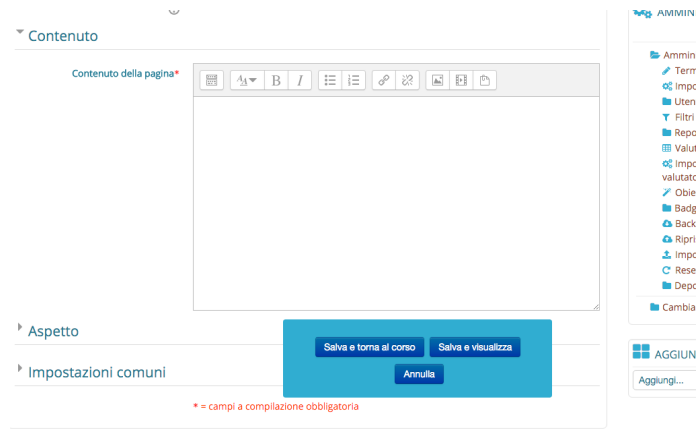 Contenuto
Contenuto della pagina*
B I
Aspetto
Impostazioni comuni
Salva e torna al corso Salva e visualizza
Annulla
* = campi a compilazione obbligatoria
AMMIN
Ammin
Term
Impo
Uten
Filtri
Repo
Valut
Impo
valutato
Obie
Badg
Back
Ripri
Impo
Rese
Depo
Cambia
AGGIUN
Aggiungi...